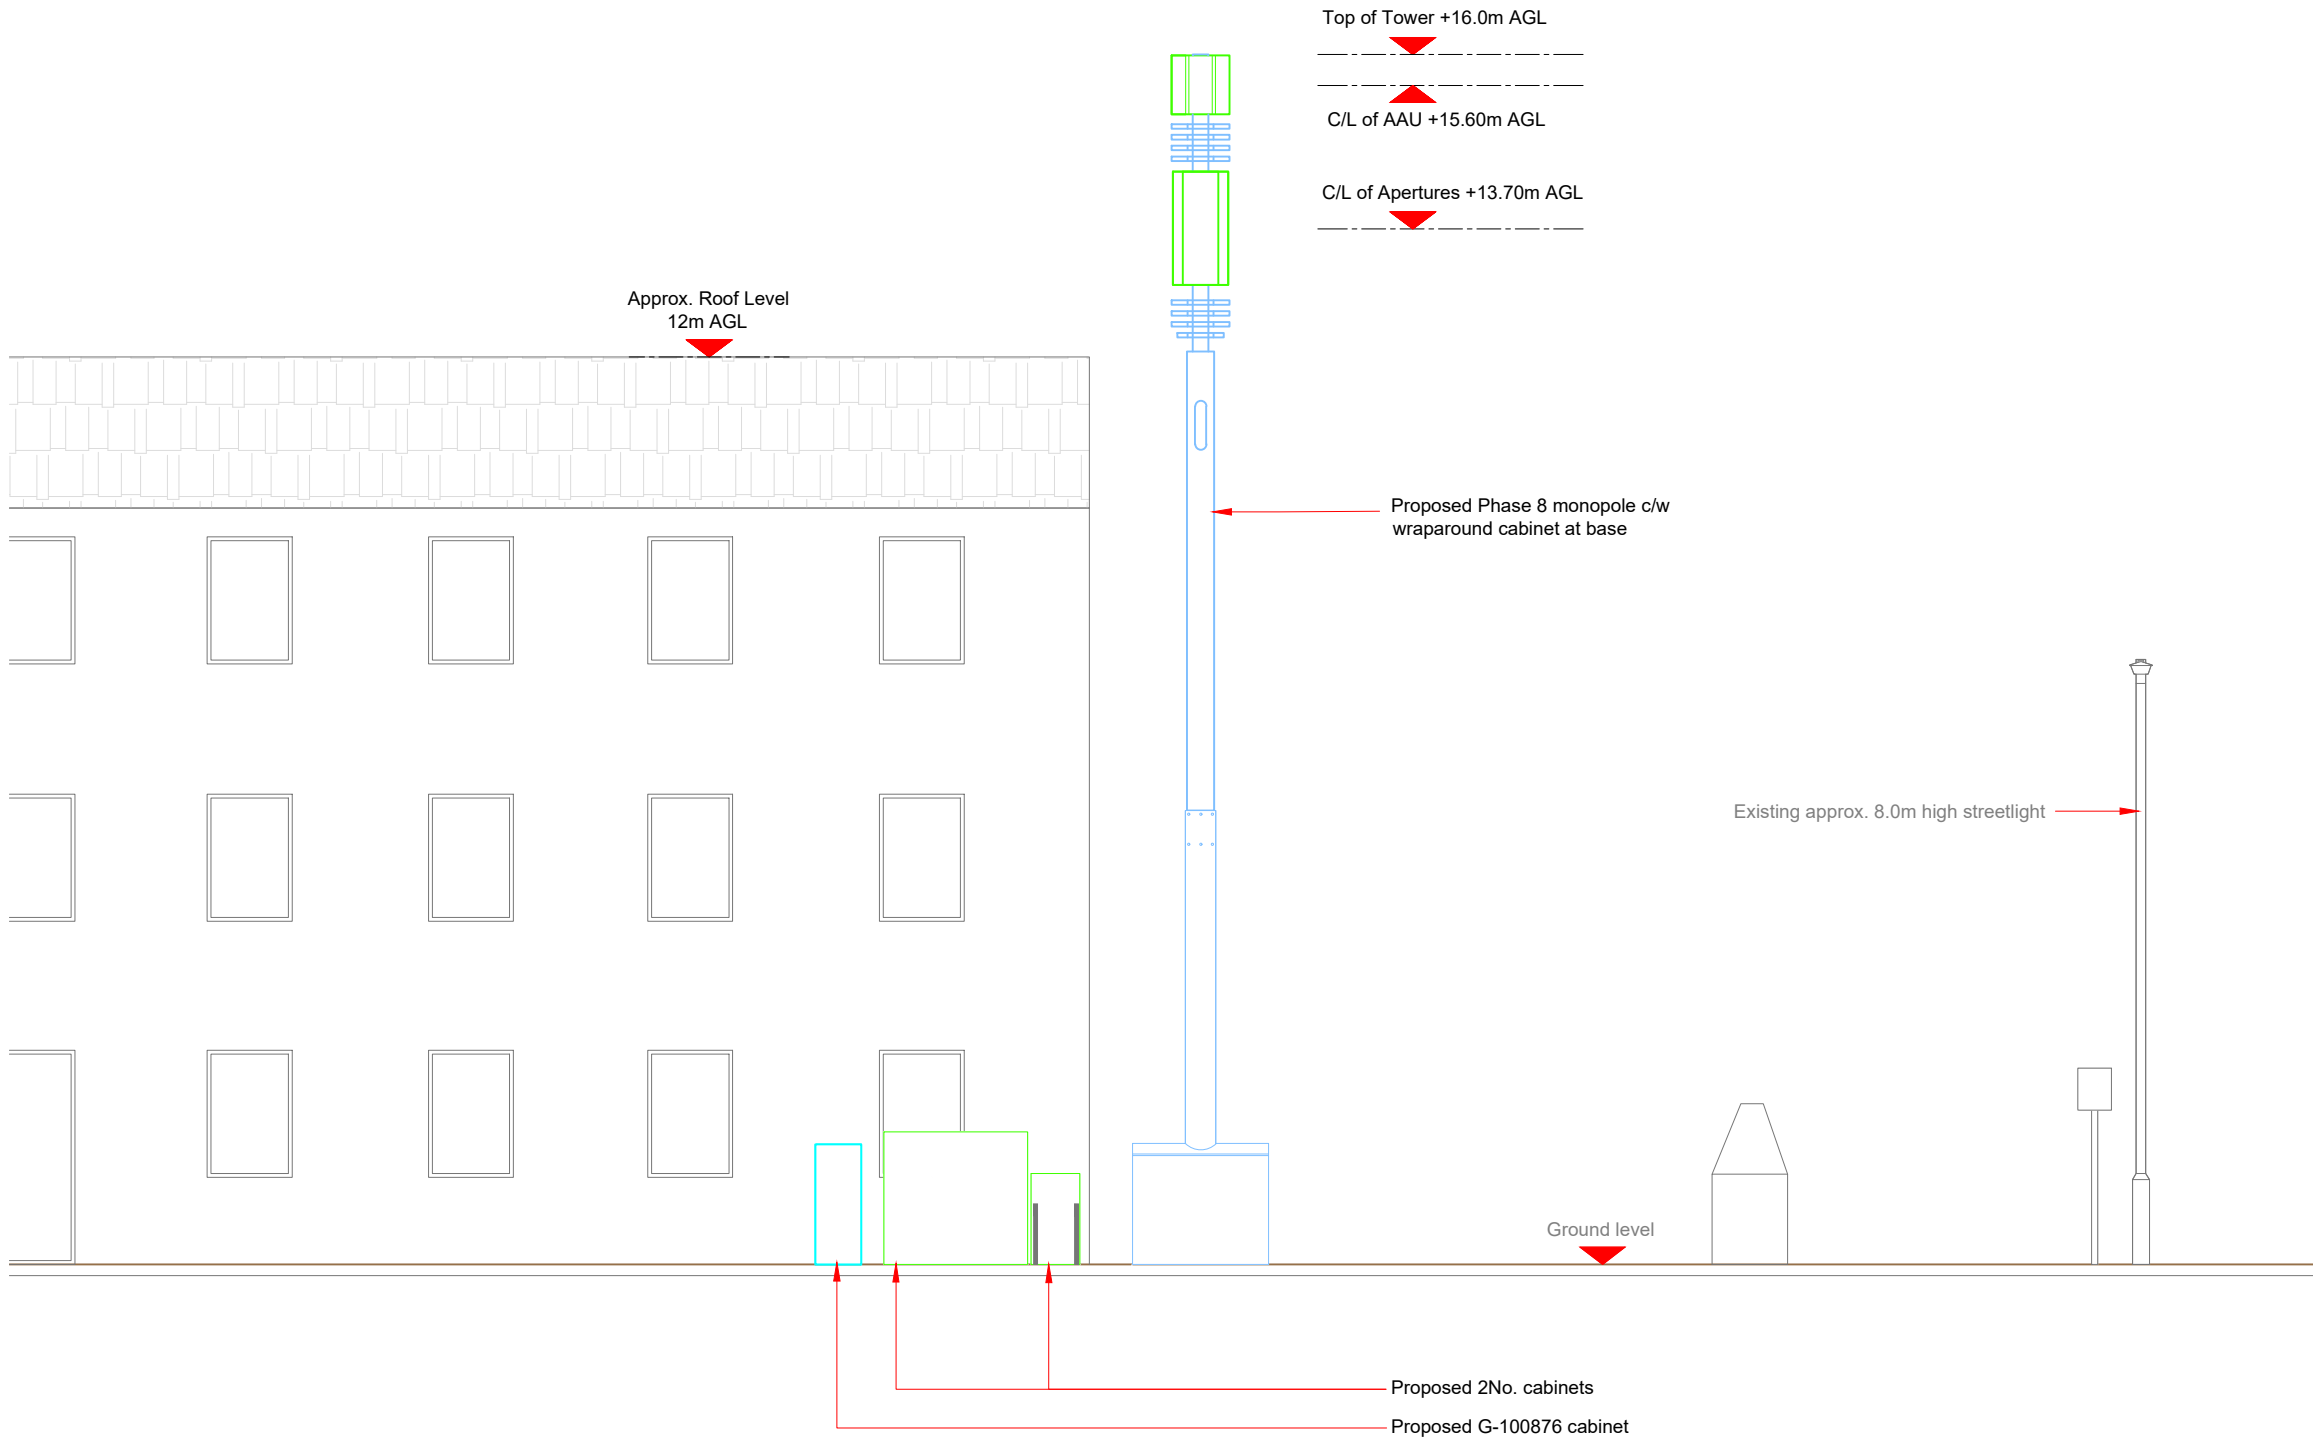 Top of Tower +16.0m AGL
C/L of AAU +15.60m AGL
C/L of Apertures +13.70m AGL
Approx. Roof Level
12m AGL
Proposed Phase 8 monopole c/w
wraparound cabinet at base
Existing approx. 8.0m high streetlight
Ground level
Proposed 2No. cabinets
Proposed G-100876 cabinet